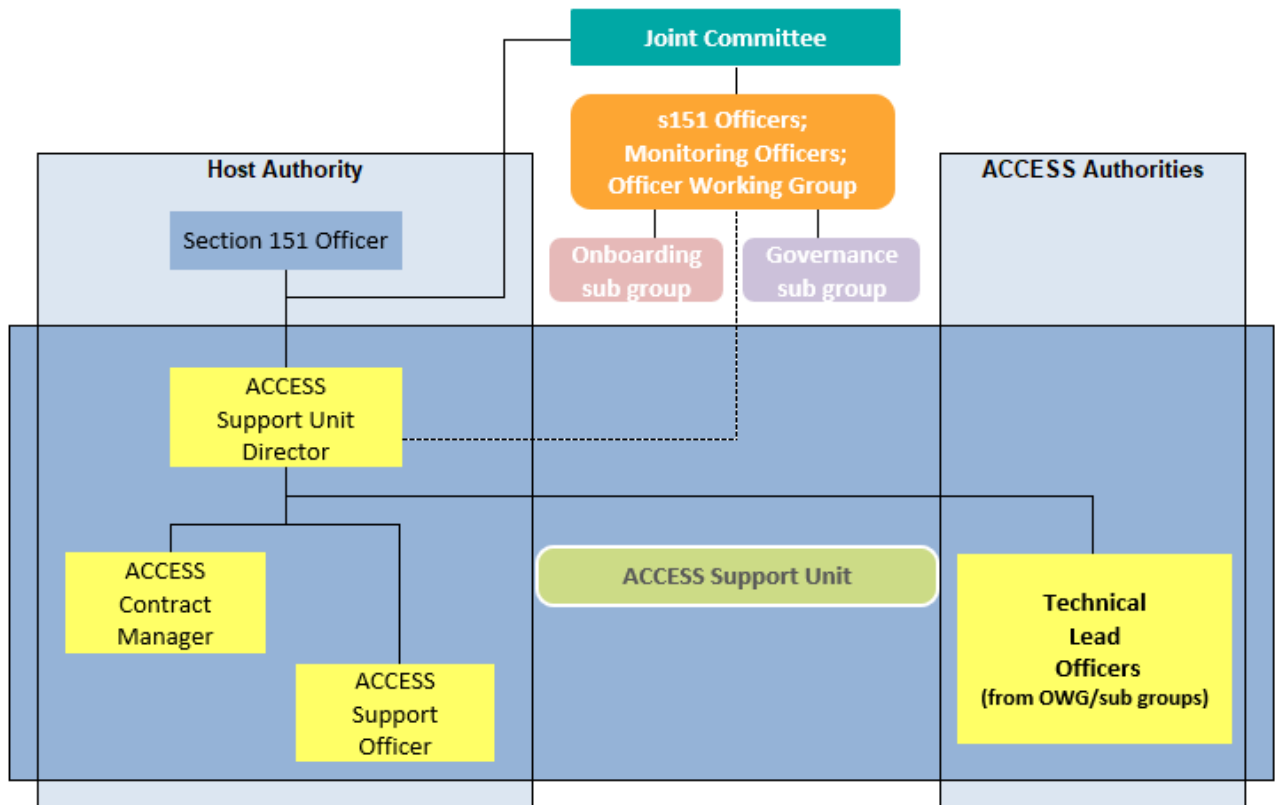 Joint Committee
s151 Officers;
Monitoring Officers;
Officer Working Group
Host Authority
ACCESS Authorities
Section 151 Officer
Onboarding
sub group
Governance
sub group
ACCESS
Support Unit
Director
ACCESS
Contract
Manager
ACCESS Support Unit
Technical
Lead
Officers
(from OWG/sub groups)
ACCESS
Support
Officer